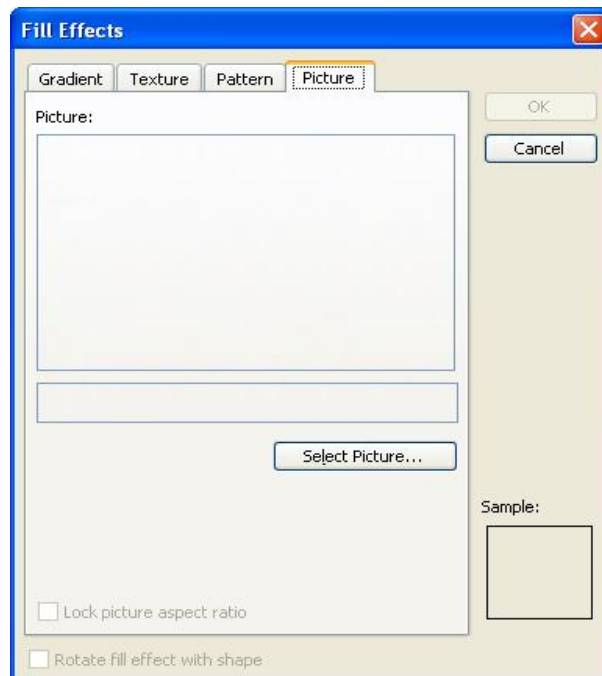 Fill Effects
Gradient Texture Pattern Picture
OK
Picture:
Cancel
Select Picture...
Sample:
Lock picture aspect ratio
Rotate fill effect with shape